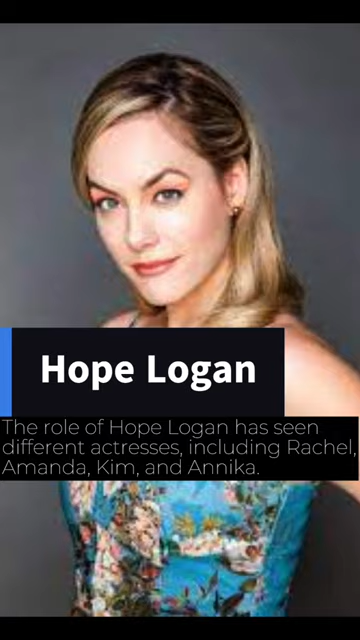 Hope Logan
The role of Hope Logan has seen
different actresses, including Rachel,
Amanda, Kim, and Annika.